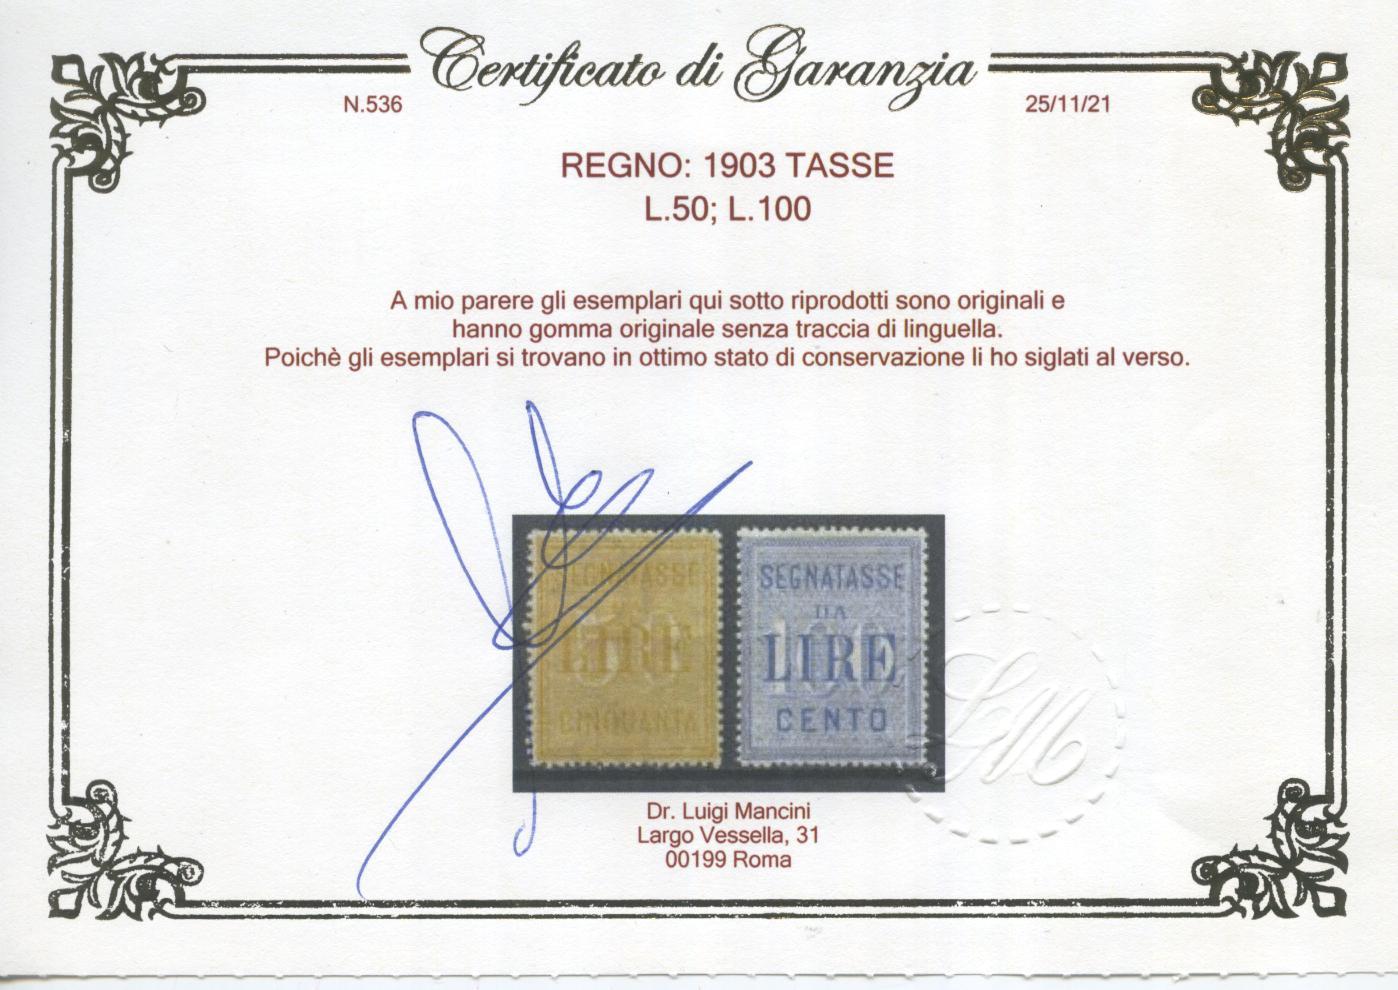 Certificato di Garanzia
N.536
25/11/21
REGNO: 1903 TASSE
L.50; L.100
A mio parere gli esemplari qui sotto riprodotti sono originali e
hanno gomma originale senza traccia di linguella.
Poichè gli esemplari si trovano in ottimo stato di conservazione li ho siglati al verso.
SEGNATASSE
50
LIRE
CINQUANTA
SEGNATASSE
DA
100
LIRE
CENTO
LM
Dr. Luigi Mancini
Largo Vessella, 31
00199 Roma